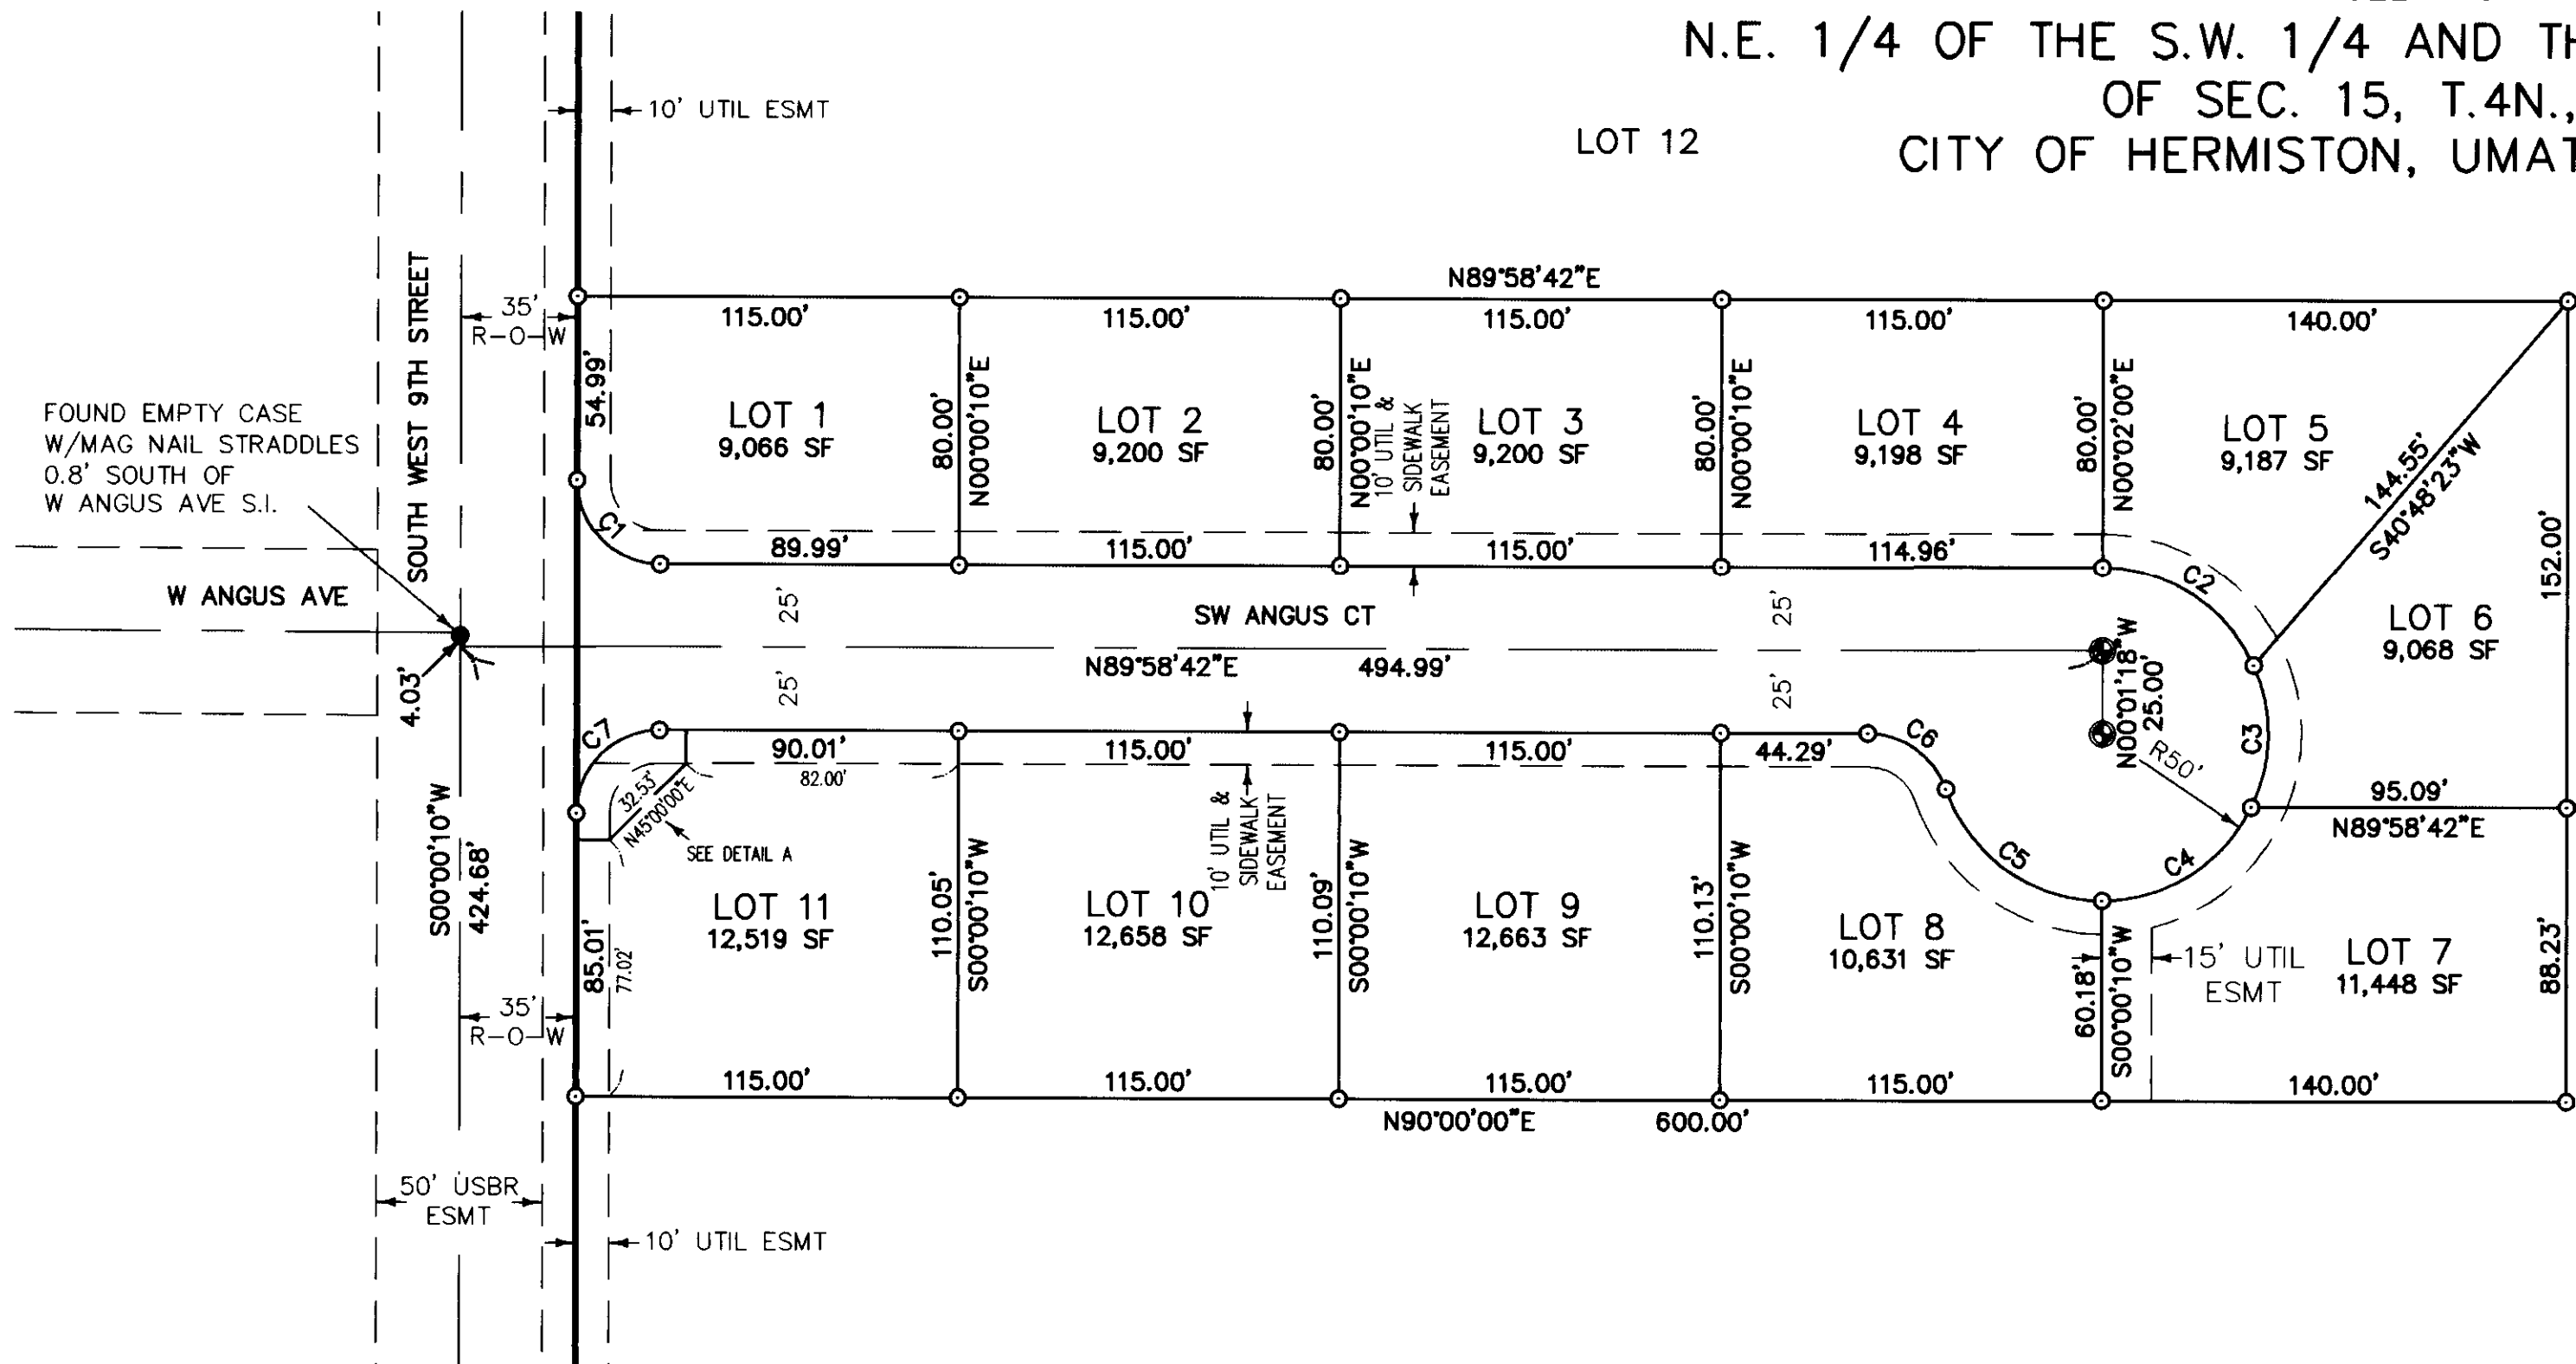 N.E. 1/4 OF THE S.W. 1/4 AND
OF SEC. 15, T.4N.,
CITY OF HERMISTON,
LOT 12
10' UTIL ESMT
N89°58'42"E
35'
R-O-W
115.00'
115.00'
115.00'
115.00'
140.00'
SOUTH WEST 9TH STREET
54.99'
FOUND EMPTY CASE
W/MAG NAIL STRADDLES
0.8' SOUTH OF
W ANGUS AVE S.I.
LOT 1
9,066 SF
80.00'
N00°00'10"E
LOT 2
9,200 SF
80.00'
N00°00'10"E
10' UTIL &
SIDEWALK
EASEMENT
LOT 3
9,200 SF
80.00'
N00°00'10"E
LOT 4
9,198 SF
80.00'
N00°02'00"E
LOT 5
9,187 SF
144.55'
S40°48'23"W
152.00'
C1
89.99'
115.00'
115.00'
114.96'
C2
W ANGUS AVE
25'
SW ANGUS CT
25'
LOT 6
9,068 SF
N89°58'42"E
494.99'
25'
25'
N00°01'18"W
25.00'
4.03'
C7
90.01'
82.00'
115.00'
115.00'
44.29'
C6
C3
R50'
95.09'
N89°58'42"E
32.53'
N45°00'00"E
SEE DETAIL A
10' UTIL &
SIDEWALK
EASEMENT
C5
C4
S00°00'10"W
424.68'
85.01'
77.02'
LOT 11
12,519 SF
110.05'
S00°00'10"W
LOT 10
12,658 SF
110.09'
S00°00'10"W
LOT 9
12,663 SF
110.13'
S00°00'10"W
LOT 8
10,631 SF
60.18'
S00°00'10"W
15' UTIL
ESMT
LOT 7
11,448 SF
88.23'
35'
R-O-W
115.00'
115.00'
115.00'
115.00'
140.00'
N90°00'00"E
600.00'
50' USBR
ESMT
10' UTIL ESMT